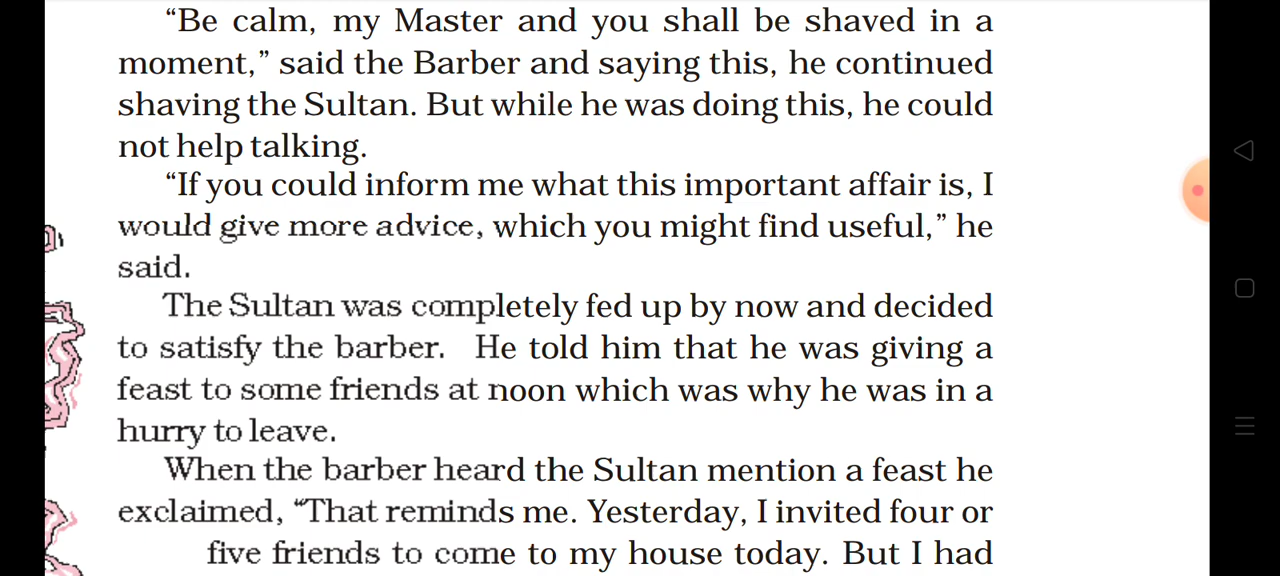 “Be calm, my Master and you shall be shaved in a
moment,” said the Barber and saying this, he continued
shaving the Sultan. But while he was doing this, he could
not help talking.
“If you could inform me what this important affair is, I
would give more advice, which you might find useful,” he
said.
The Sultan was completely fed up by now and decided
to satisfy the barber. He told him that he was giving a
feast to some friends at noon which was why he was in a
hurry to leave.
When the barber heard the Sultan mention a feast he
exclaimed, “That reminds me. Yesterday, I invited four or
five friends to come to my house today. But I had